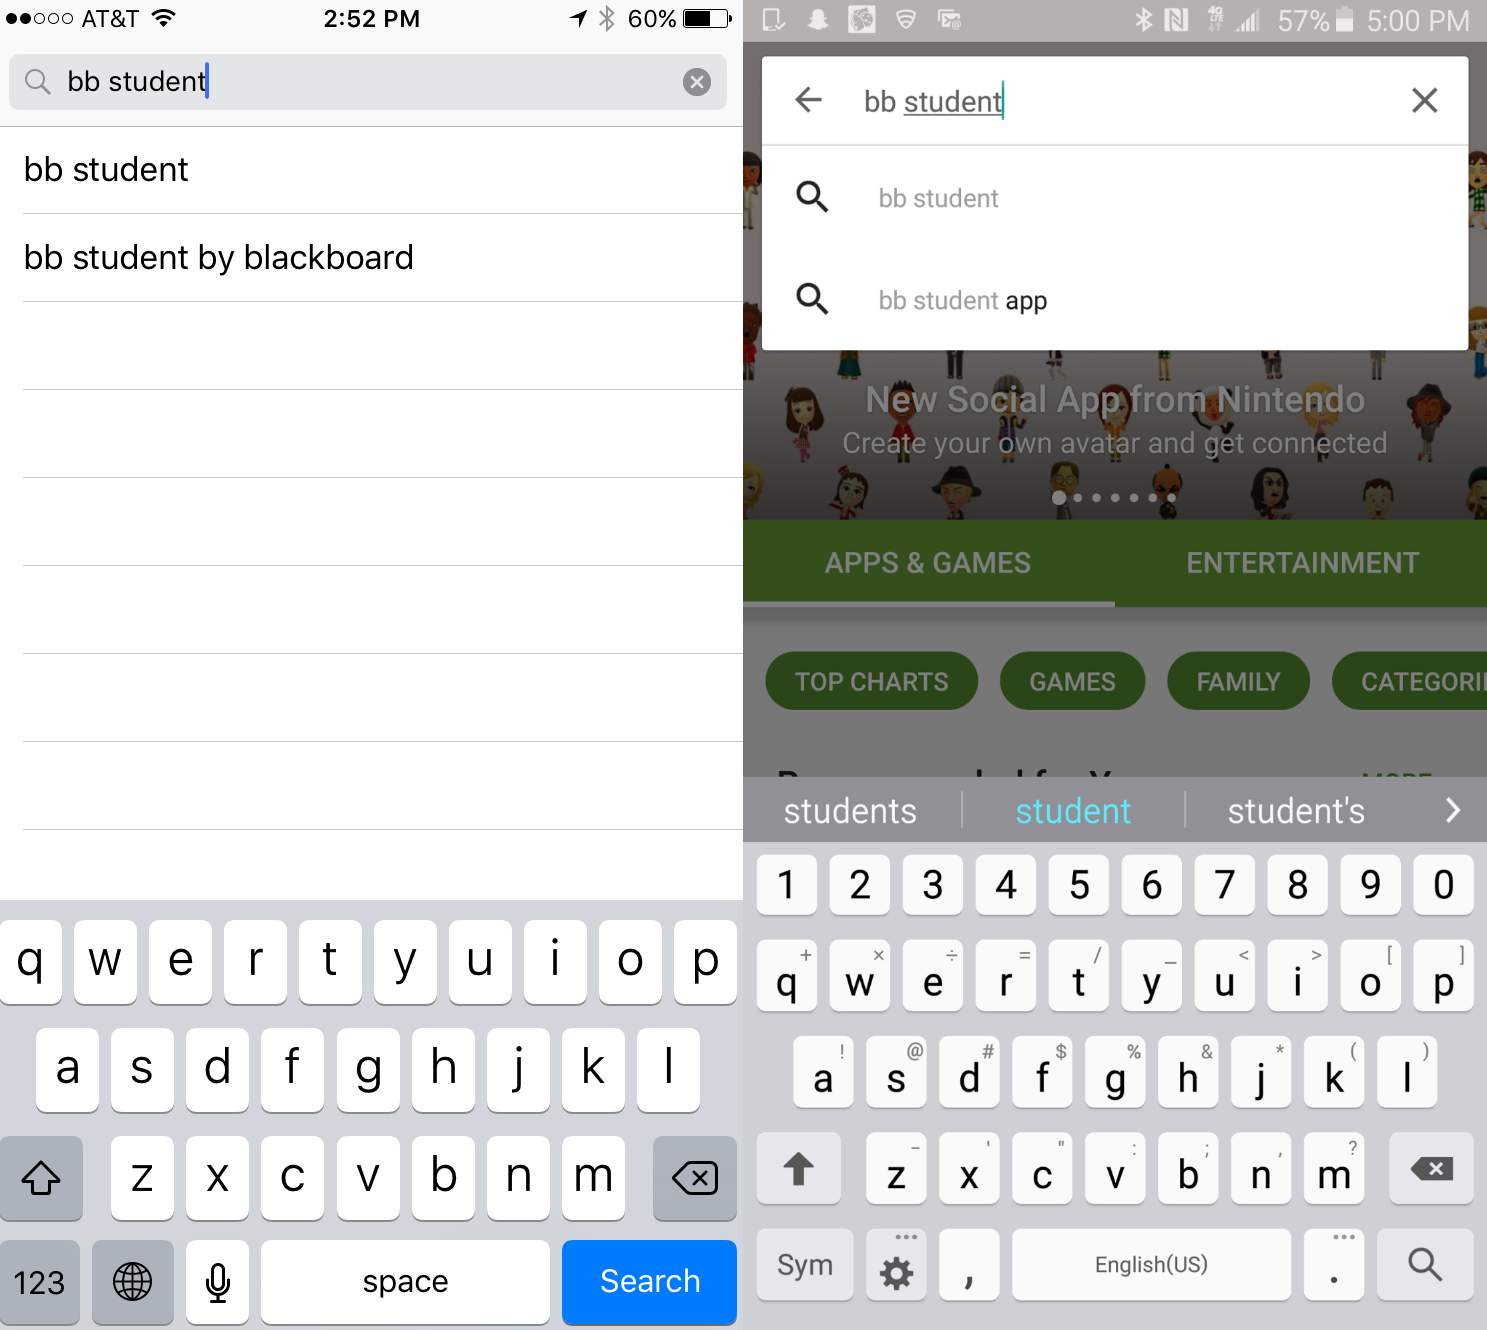 AT&T 2:52 PM 60%
bb student
bb student
bb student by blackboard
q w e r t y u i o p
a s d f g h j k l
z x c v b n m
123 space Search
4G LTE 57% 5:00 PM
bb student
bb student
bb student app
New Social App from Nintendo
Create your own avatar and get connected
APPS & GAMES ENTERTAINMENT
TOP CHARTS GAMES FAMILY CATEGORI
students student student's
1 2 3 4 5 6 7 8 9 0
+ × ÷ = / _ < > [ ]
q w e r t y u i o p
! @ # $ % & * ( )
a s d f g h j k l
- ' " : ; , ?
z x c v b n m
Sym , English(US) .